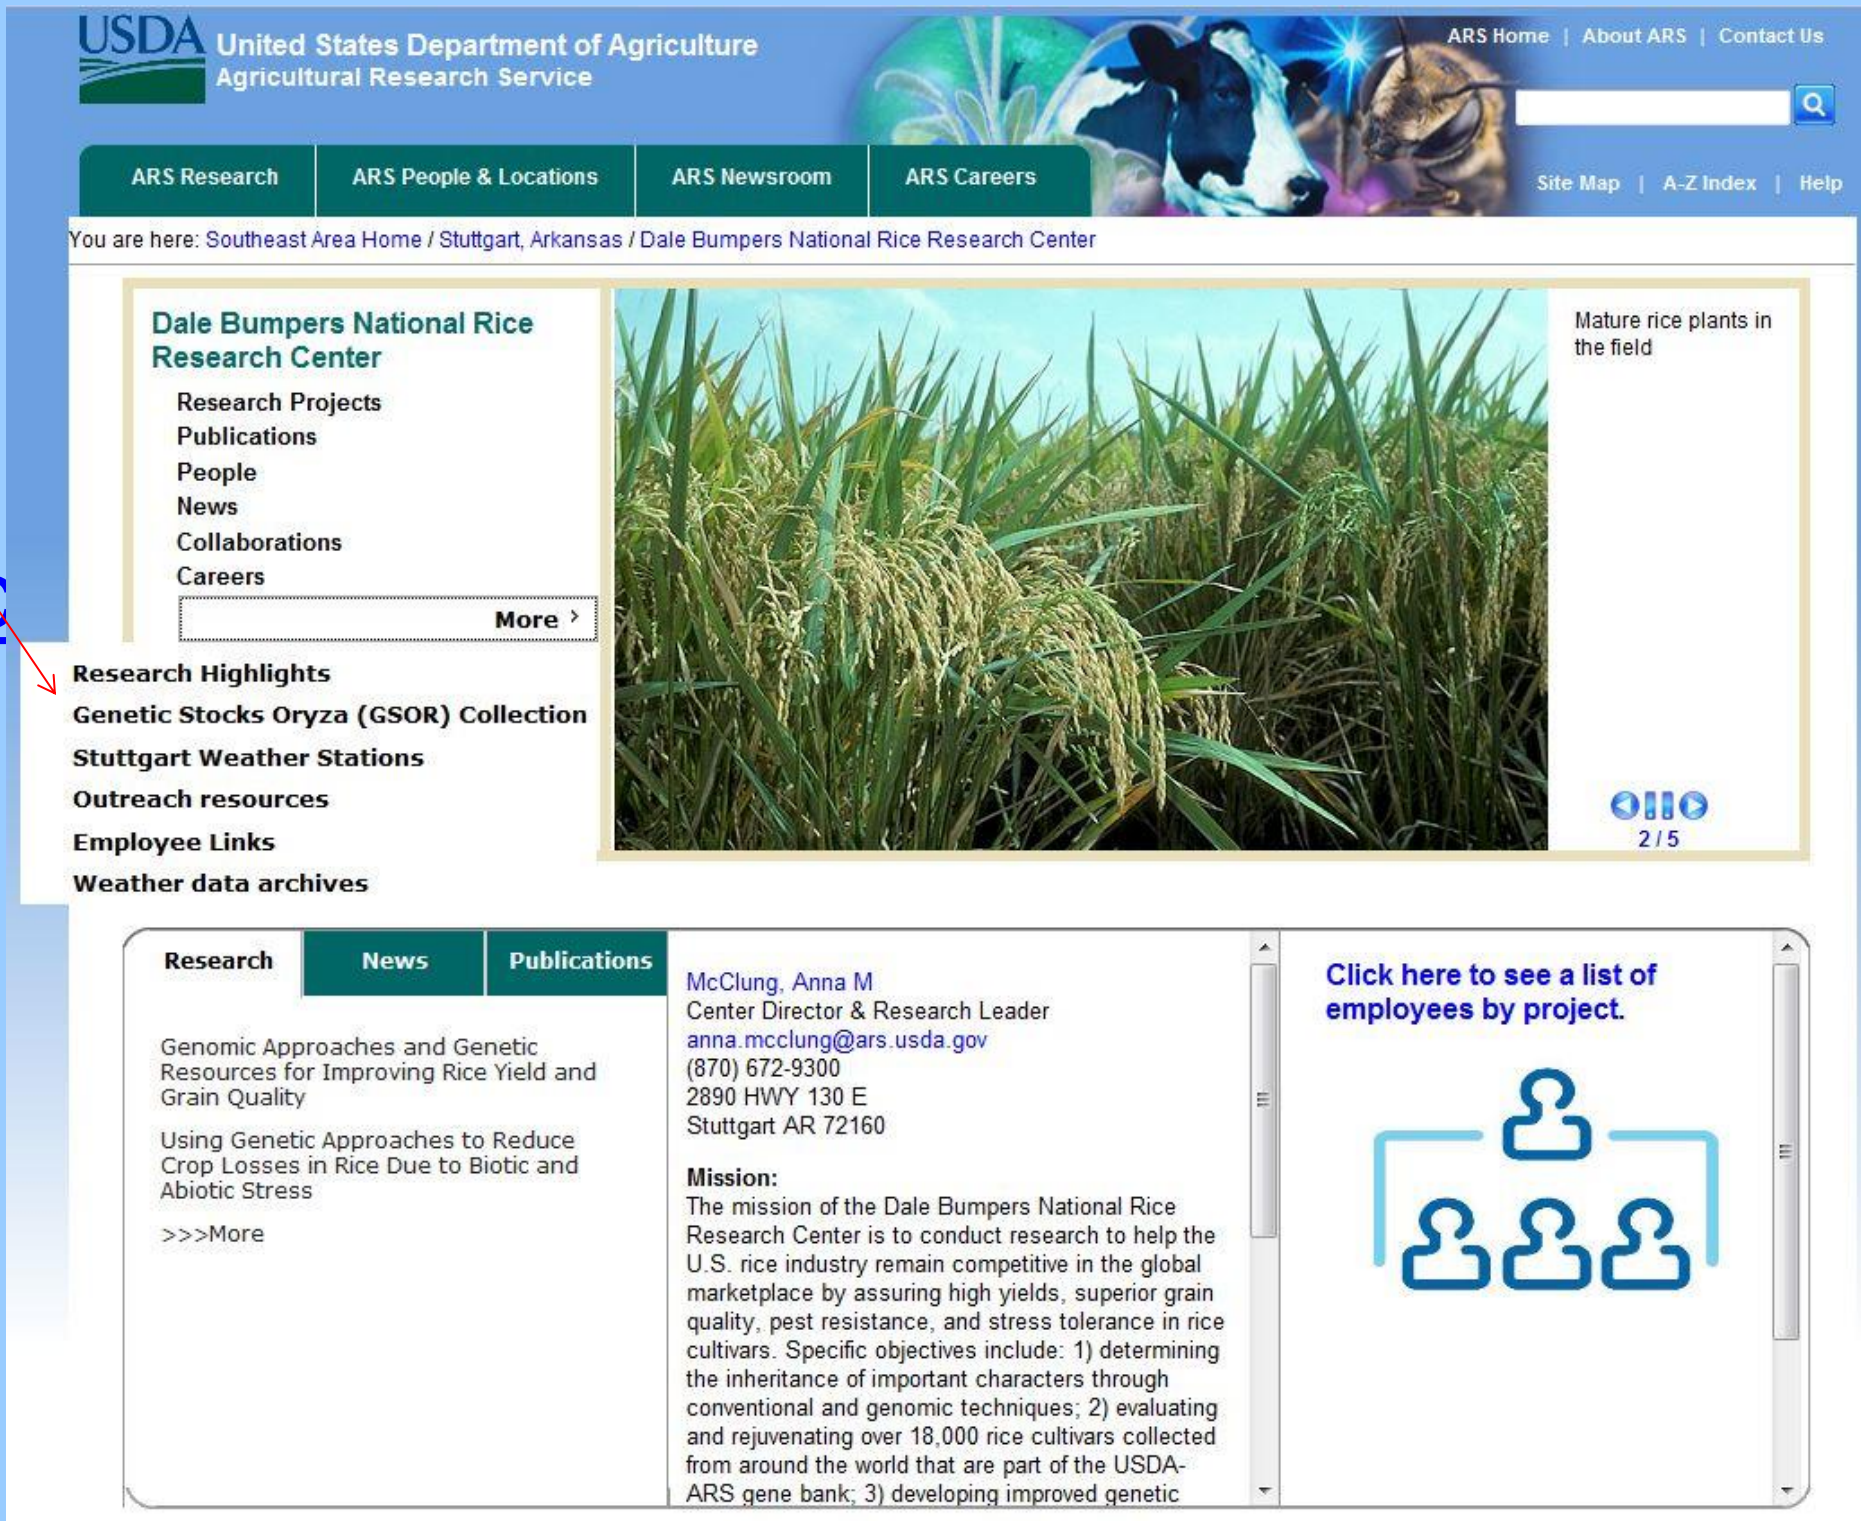 USDA
United States Department of Agriculture
Agricultural Research Service
ARS Home | About ARS | Contact Us
ARS Research
ARS People & Locations
ARS Newsroom
ARS Careers
Site Map | A-Z Index | Help
You are here: Southeast Area Home / Stuttgart, Arkansas / Dale Bumpers National Rice Research Center
Dale Bumpers National Rice
Research Center
Research Projects
Publications
People
News
Collaborations
Careers
More ›
Research Highlights
Genetic Stocks Oryza (GSOR) Collection
Stuttgart Weather Stations
Outreach resources
Employee Links
Weather data archives
Mature rice plants in
the field
2 / 5
Research
News
Publications
Genomic Approaches and Genetic
Resources for Improving Rice Yield and
Grain Quality
Using Genetic Approaches to Reduce
Crop Losses in Rice Due to Biotic and
Abiotic Stress
>>>More
McClung, Anna M
Center Director & Research Leader
anna.mcclung@ars.usda.gov
(870) 672-9300
2890 HWY 130 E
Stuttgart AR 72160
Mission:
The mission of the Dale Bumpers National Rice
Research Center is to conduct research to help the
U.S. rice industry remain competitive in the global
marketplace by assuring high yields, superior grain
quality, pest resistance, and stress tolerance in rice
cultivars. Specific objectives include: 1) determining
the inheritance of important characters through
conventional and genomic techniques; 2) evaluating
and rejuvenating over 18,000 rice cultivars collected
from around the world that are part of the USDA-
ARS gene bank; 3) developing improved genetic
Click here to see a list of
employees by project.